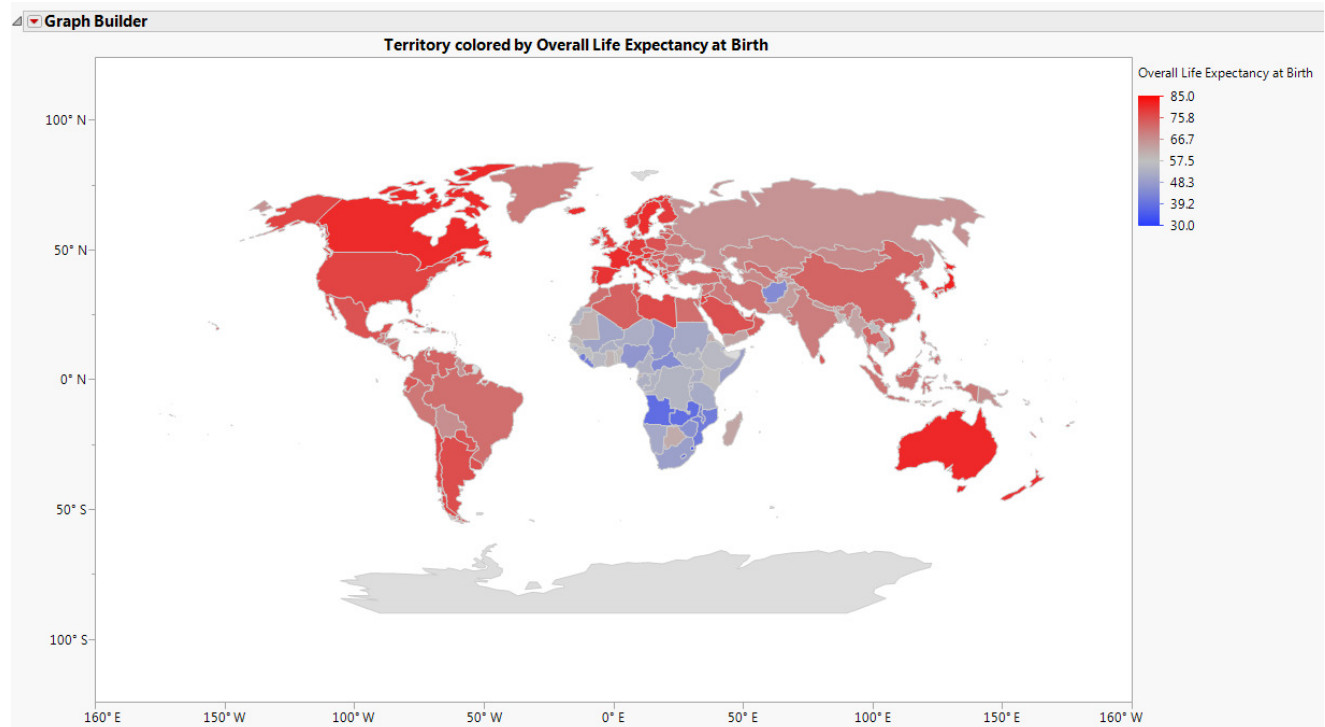 Graph Builder
Territory colored by Overall Life Expectancy at Birth
Overall Life Expectancy at Birth
85.0
75.8
66.7
57.5
48.3
39.2
30.0
100° N
50° N
0° N
50° S
100° S
160° E 150° W 100° W 50° W 0° E 50° E 100° E 150° E 160° W